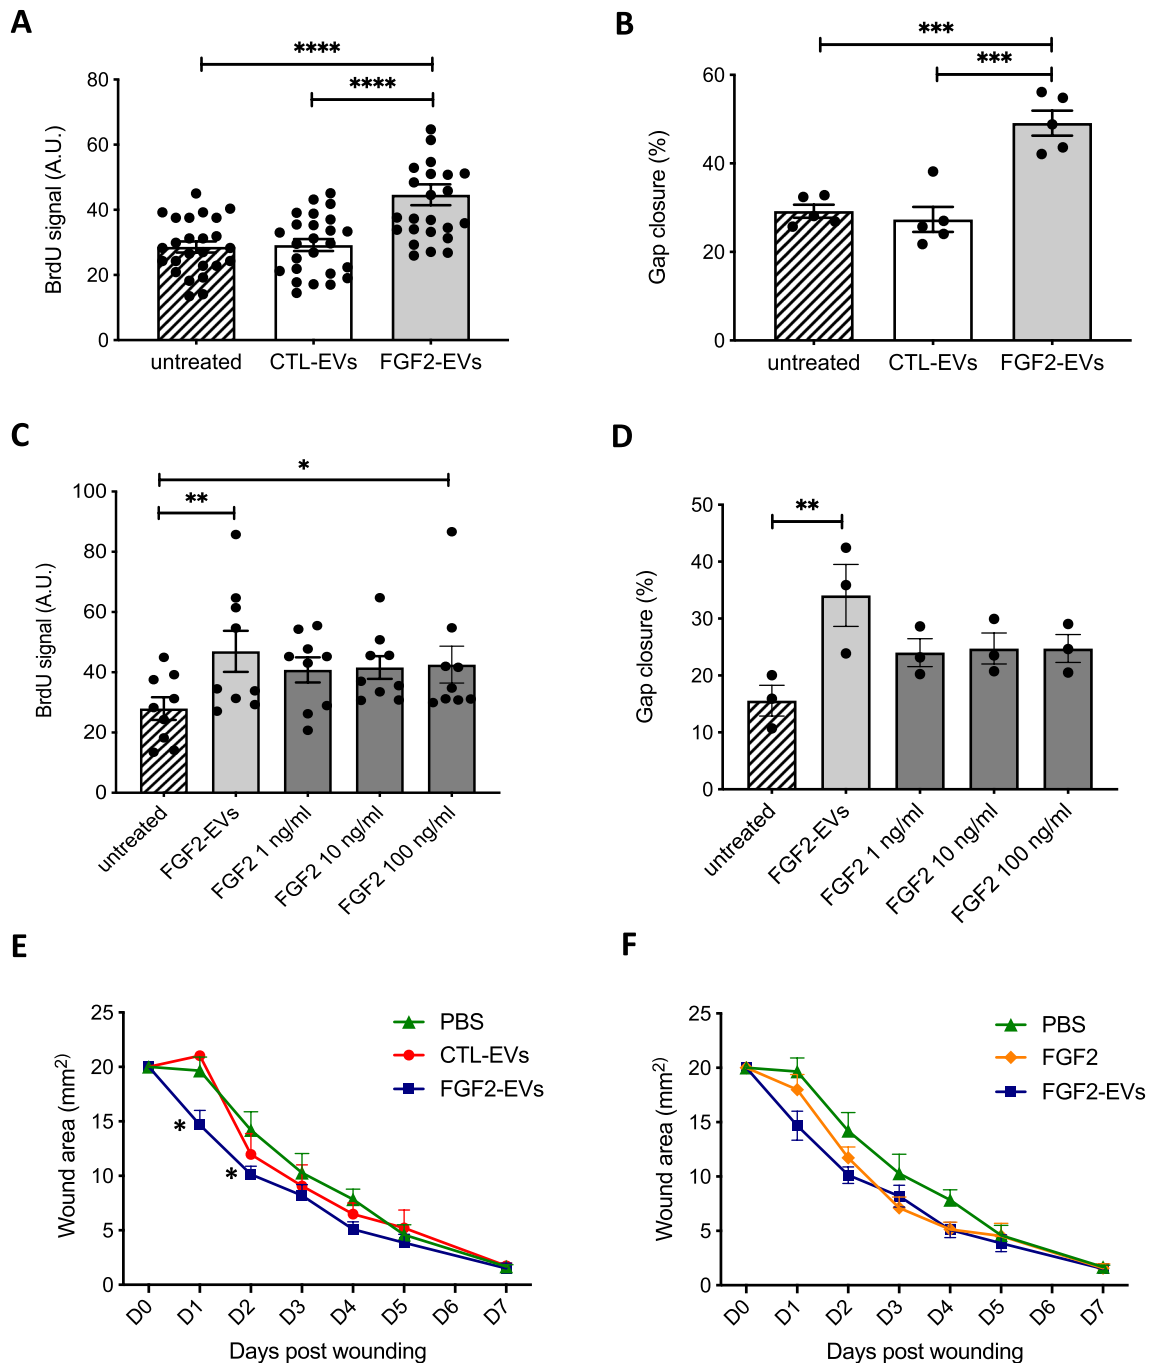 A
B
****
****
***
***
BrdU signal (A.U.)
80
60
40
20
0
untreated
CTL-EVs
FGF2-EVs
Gap closure (%)
60
40
20
0
untreated
CTL-EVs
FGF2-EVs
C
D
*
**
BrdU signal (A.U.)
100
80
60
40
20
0
untreated
FGF2-EVs
FGF2 1 ng/ml
FGF2 10 ng/ml
FGF2 100 ng/ml
**
Gap closure (%)
50
40
30
20
10
0
untreated
FGF2-EVs
FGF2 1 ng/ml
FGF2 10 ng/ml
FGF2 100 ng/ml
E
F
Wound area (mm²)
25
20
15
10
5
0
PBS
CTL-EVs
FGF2-EVs
*
*
D0
D1
D2
D3
D4
D5
D6
D7
Days post wounding
Wound area (mm²)
25
20
15
10
5
0
PBS
FGF2
FGF2-EVs
D0
D1
D2
D3
D4
D5
D6
D7
Days post wounding